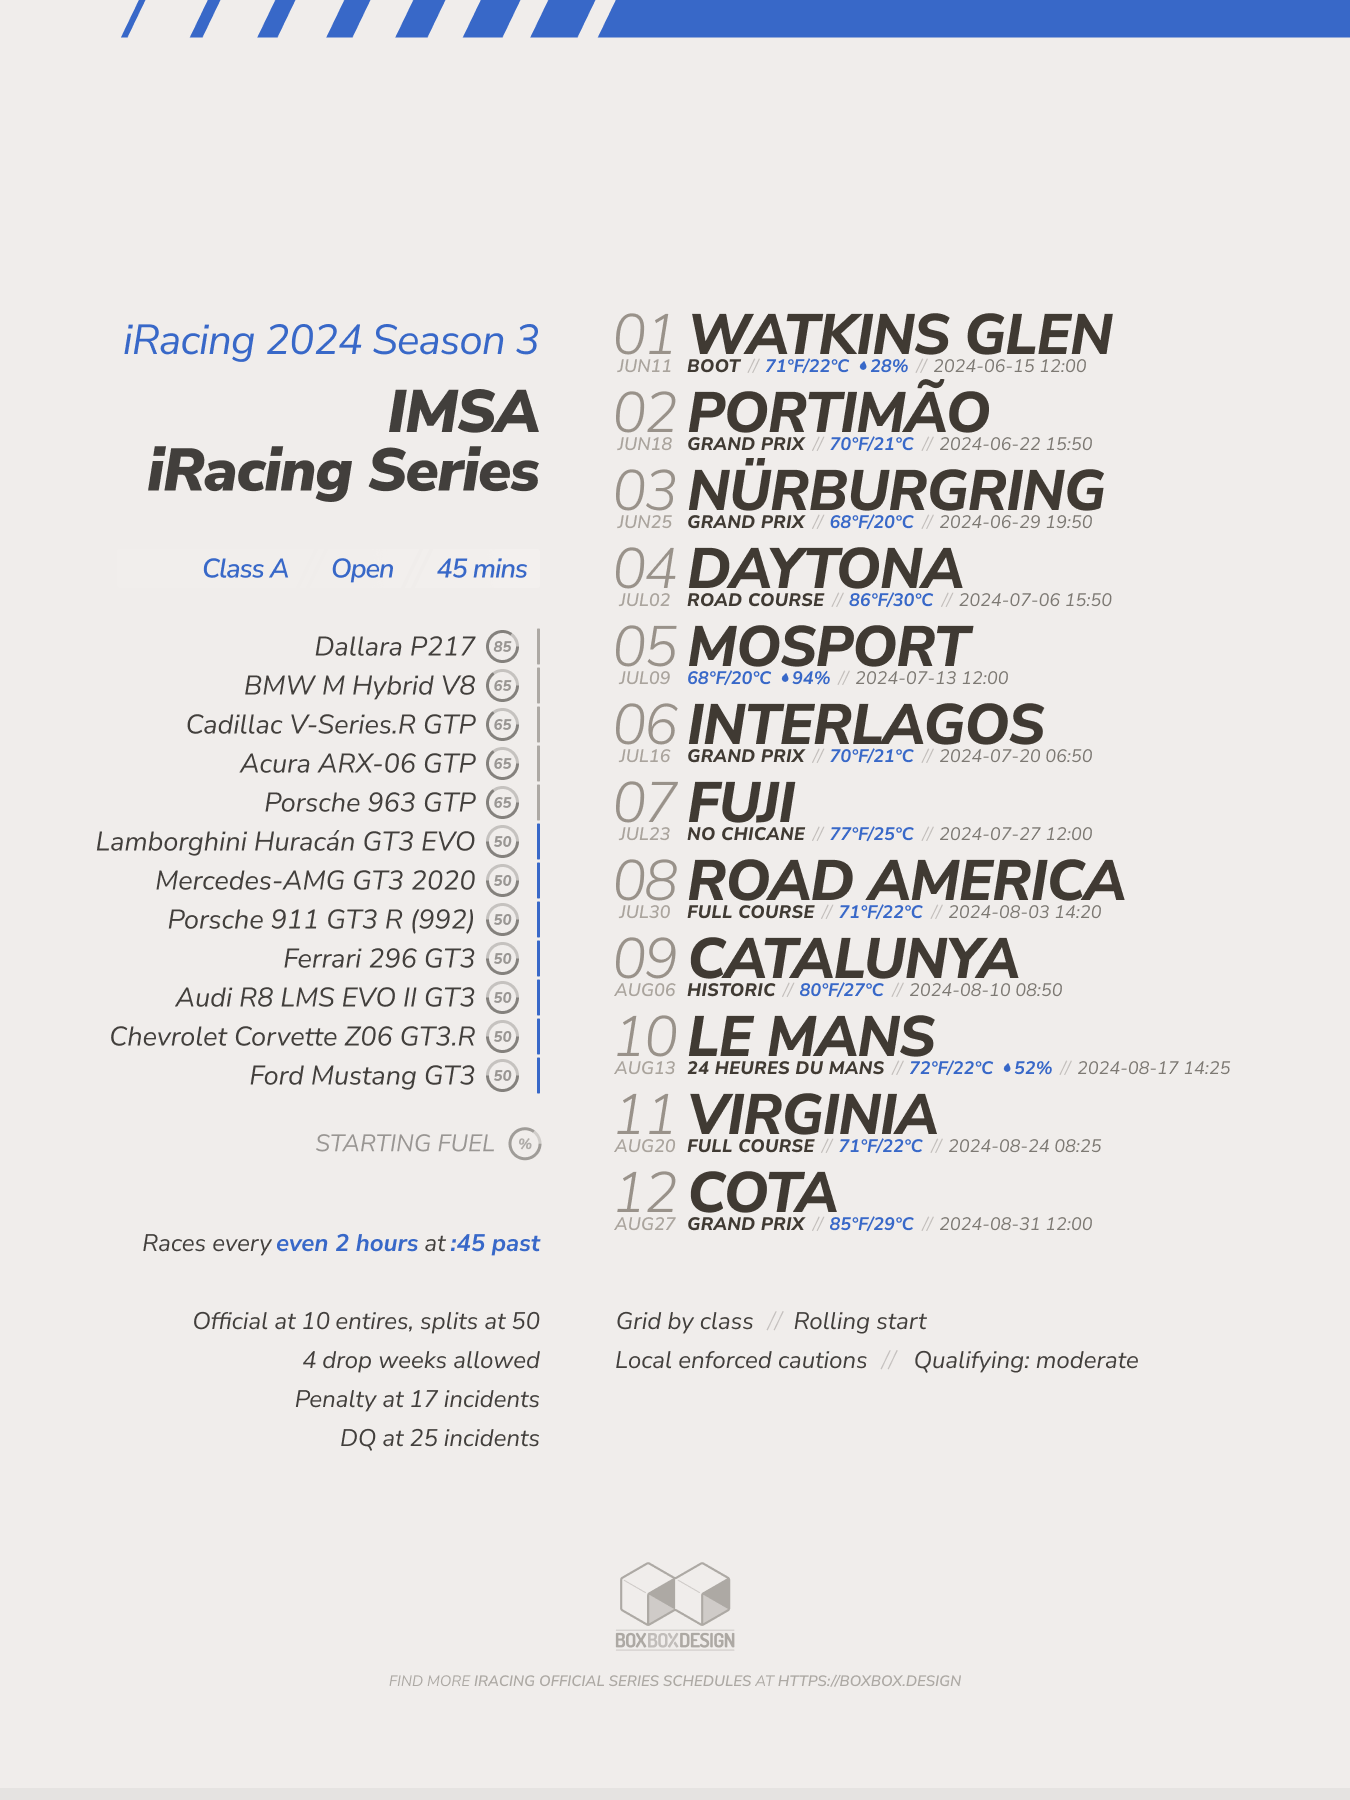 iRacing 2024 Season 3
IMSA
iRacing Series
Class A Open // 45 mins
Dallara P217 85
BMW M Hybrid V8 65
Cadillac V-Series.R GTP 65
Acura ARX-06 GTP 65
Porsche 963 GTP 65
Lamborghini Huracán GT3 EVO 50
Mercedes-AMG GT3 2020 50
Porsche 911 GT3 R (992) 50
Ferrari 296 GT3 50
Audi R8 LMS EVO II GT3 50
Chevrolet Corvette Z06 GT3.R 50
Ford Mustang GT3 50
STARTING FUEL %
Races every even 2 hours at :45 past
Official at 10 entires, splits at 50
4 drop weeks allowed
Penalty at 17 incidents
DQ at 25 incidents
01 WATKINS GLEN
JUN11 BOOT // 71°F/22°C 28% // 2024-06-15 12:00
02 PORTIMÃO
JUN18 GRAND PRIX // 70°F/21°C // 2024-06-22 15:50
03 NÜRBURGRING
JUN25 GRAND PRIX // 68°F/20°C // 2024-06-29 19:50
04 DAYTONA
JUL02 ROAD COURSE // 86°F/30°C // 2024-07-06 15:50
05 MOSPORT
JUL09 68°F/20°C 94% // 2024-07-13 12:00
06 INTERLAGOS
JUL16 GRAND PRIX // 70°F/21°C // 2024-07-20 06:50
07 FUJI
JUL23 NO CHICANE // 77°F/25°C // 2024-07-27 12:00
08 ROAD AMERICA
JUL30 FULL COURSE // 71°F/22°C // 2024-08-03 14:20
09 CATALUNYA
AUG06 HISTORIC // 80°F/27°C // 2024-08-10 08:50
10 LE MANS
AUG13 24 HEURES DU MANS // 72°F/22°C 52% // 2024-08-17 14:25
11 VIRGINIA
AUG20 FULL COURSE // 71°F/22°C // 2024-08-24 08:25
12 COTA
AUG27 GRAND PRIX // 85°F/29°C // 2024-08-31 12:00
Grid by class // Rolling start
Local enforced cautions // Qualifying: moderate
BOXBOXDESIGN
FIND MORE IRACING OFFICIAL SERIES SCHEDULES AT HTTPS://BOXBOX.DESIGN